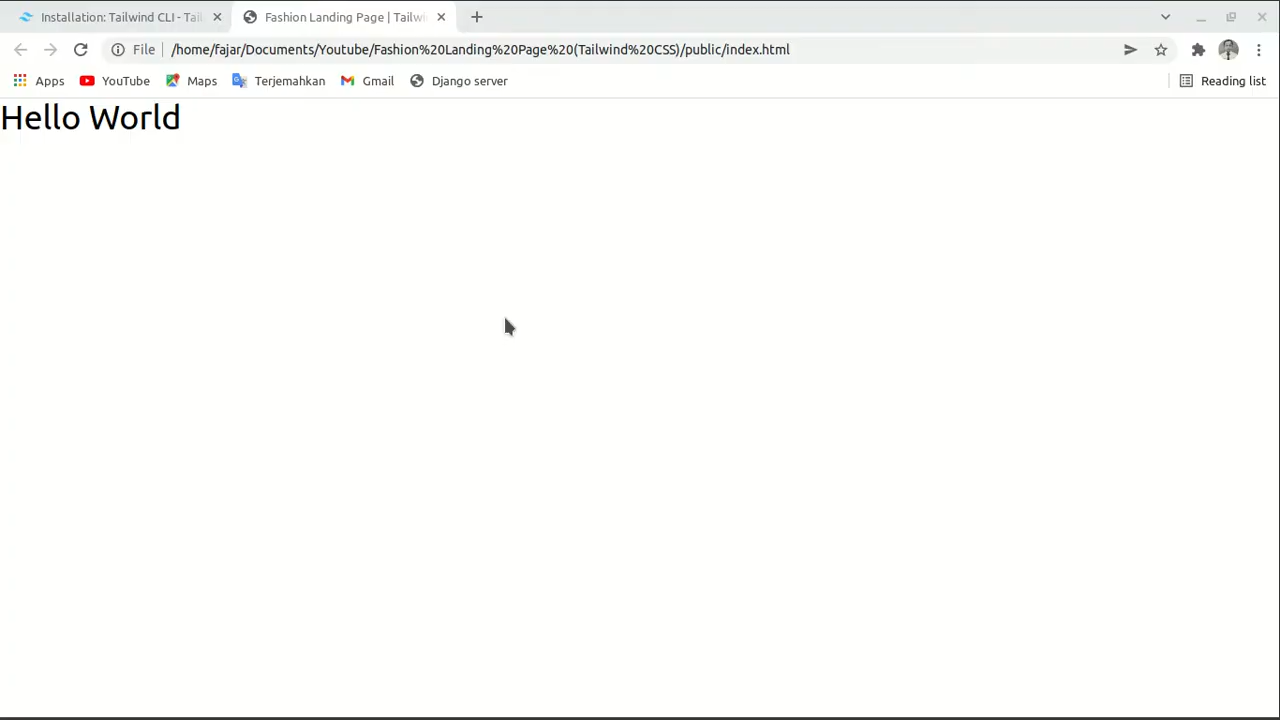 Installation: Tailwind CLI - Tail
Fashion Landing Page | Tailwi
File
/home/fajar/Documents/Youtube/Fashion%20Landing%20Page%20(Tailwind%20CSS)/public/index.html
Apps
YouTube
Maps
Terjemahkan
Gmail
Django server
Reading list
Hello World